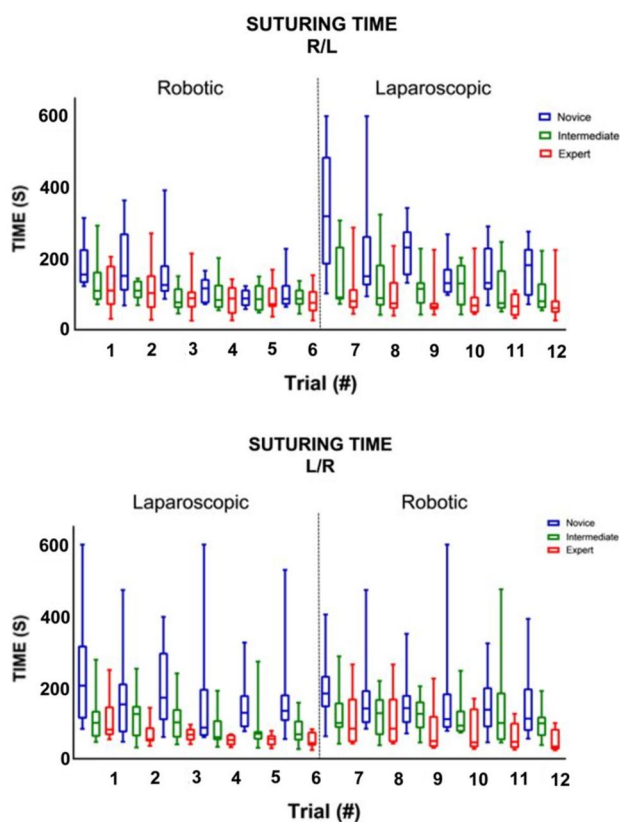 SUTURING TIME
R/L
Robotic
Laparoscopic
Novice
Intermediate
Expert
TIME (S)
600
400
200
0
1 2 3 4 5 6 7 8 9 10 11 12
Trial (#)
SUTURING TIME
L/R
Laparoscopic
Robotic
Novice
Intermediate
Expert
TIME (S)
600
400
200
0
1 2 3 4 5 6 7 8 9 10 11 12
Trial (#)